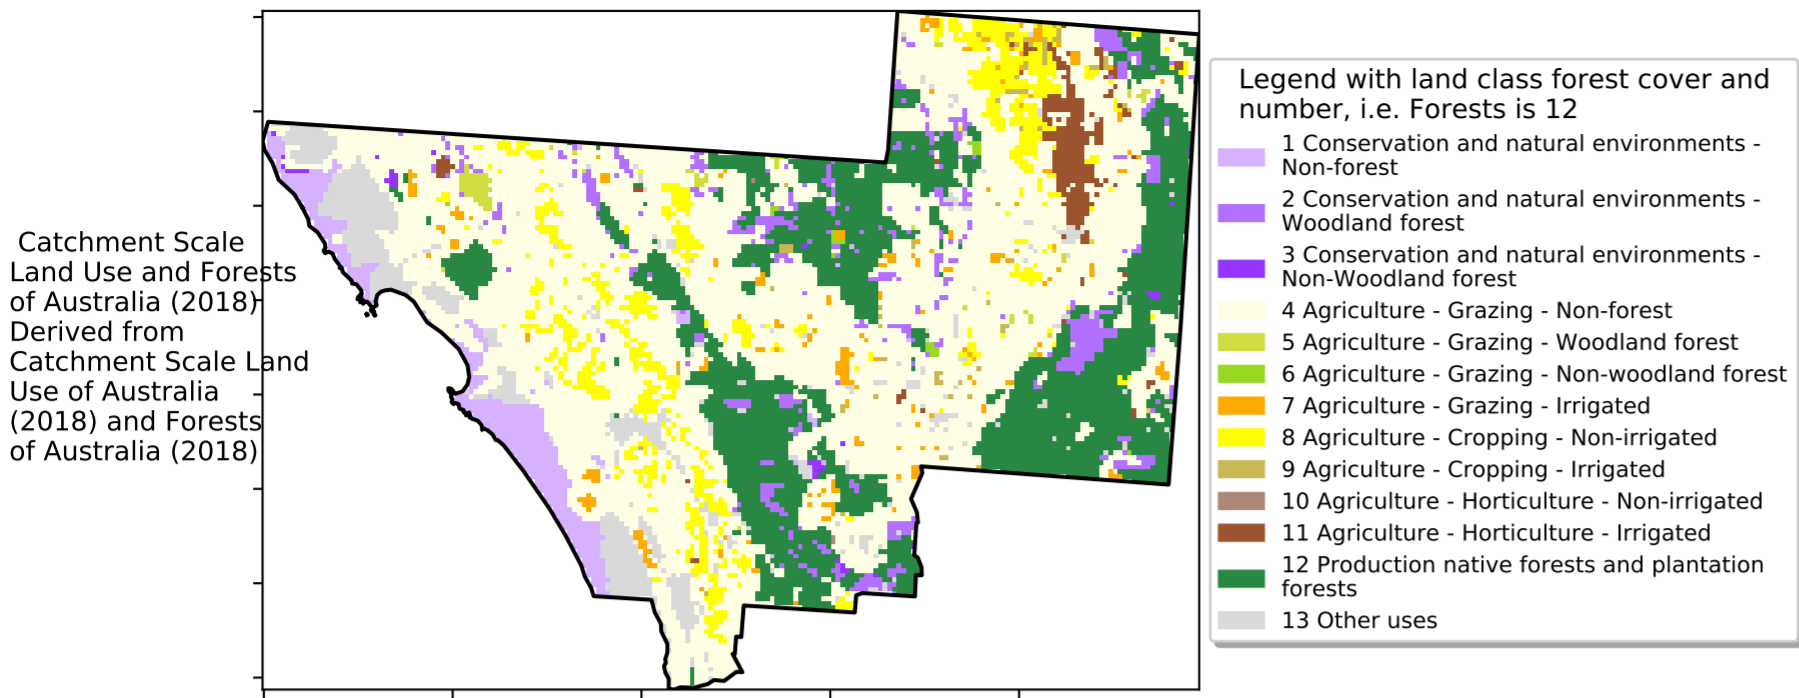 Catchment Scale
Land Use and Forests
of Australia (2018)
Derived from
Catchment Scale Land
Use of Australia
(2018) and Forests
of Australia (2018)
Legend with land class forest cover and
number, i.e. Forests is 12
1 Conservation and natural environments -
Non-forest
2 Conservation and natural environments -
Woodland forest
3 Conservation and natural environments -
Non-Woodland forest
4 Agriculture - Grazing - Non-forest
5 Agriculture - Grazing - Woodland forest
6 Agriculture - Grazing - Non-woodland forest
7 Agriculture - Grazing - Irrigated
8 Agriculture - Cropping - Non-irrigated
9 Agriculture - Cropping - Irrigated
10 Agriculture - Horticulture - Non-irrigated
11 Agriculture - Horticulture - Irrigated
12 Production native forests and plantation
forests
13 Other uses